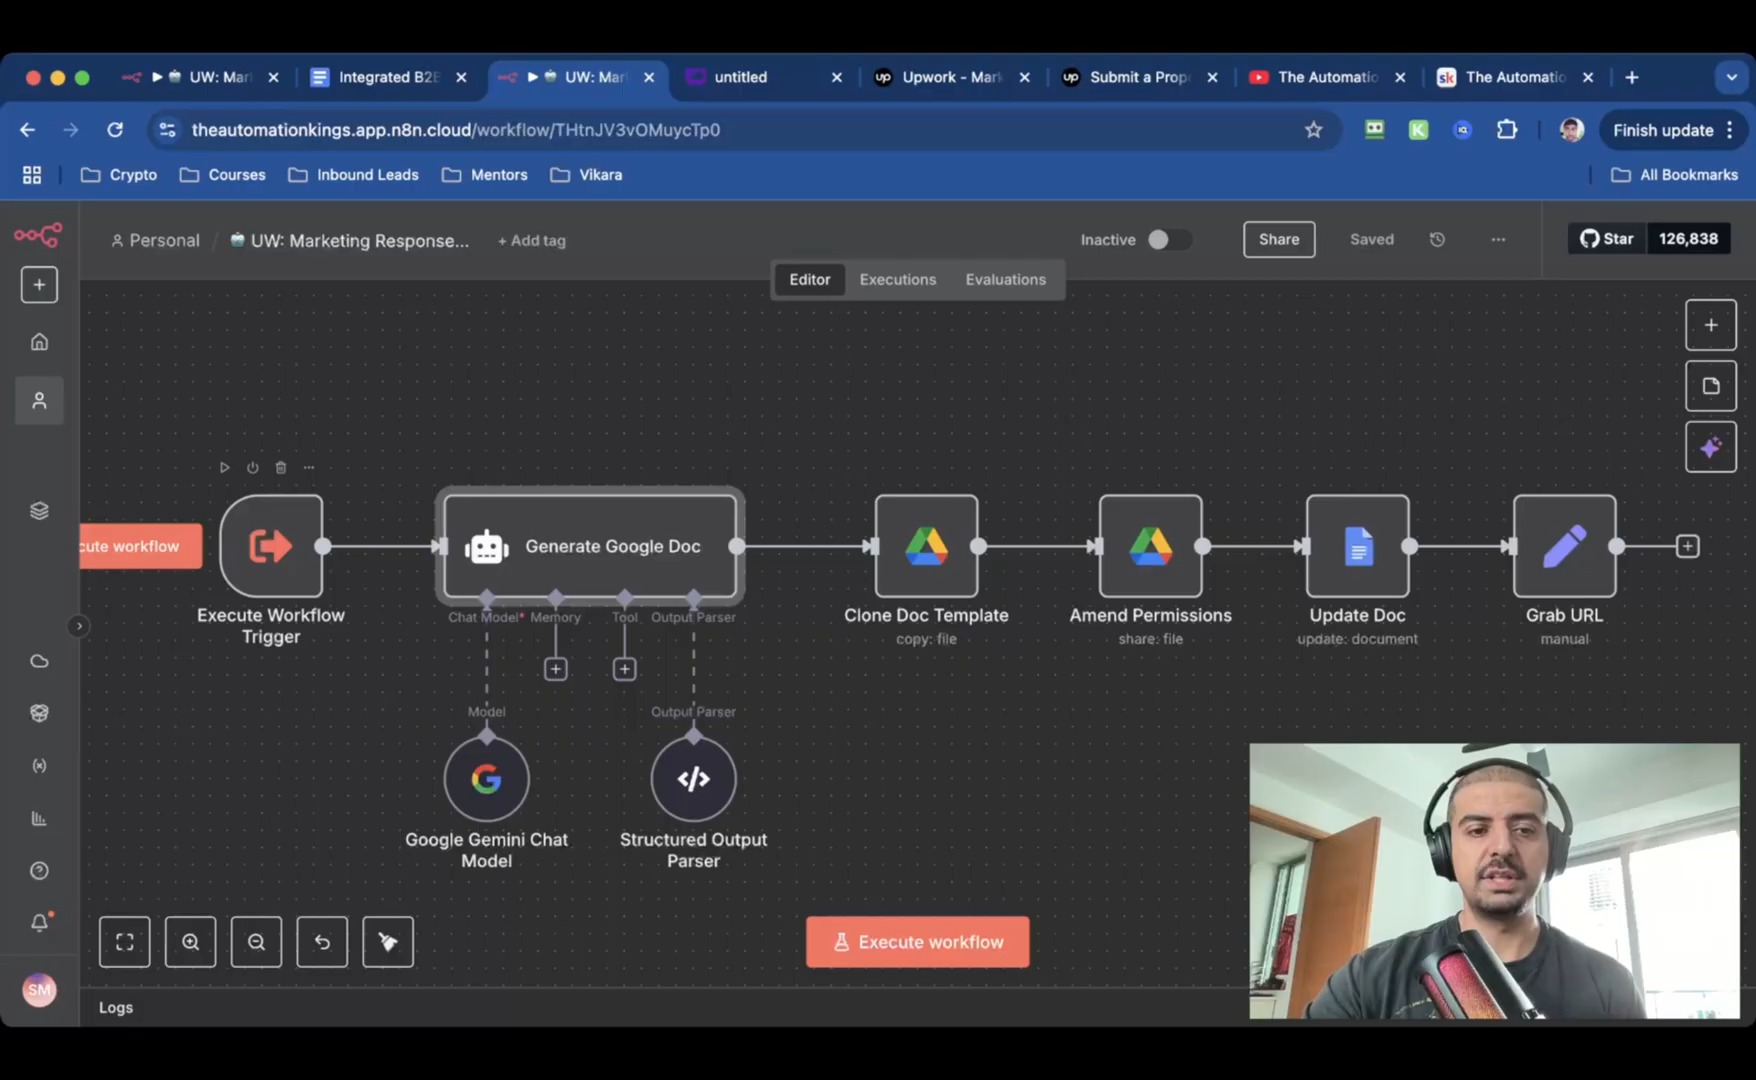 UW: Mar
Integrated B2B
UW: Mar
untitled
up
Upwork - Mark
up
Submit a Prop
The Automatio
sk
The Automatio
theautomationkings.app.n8n.cloud/workflow/THtnJV3vOMuycTp0
K
Finish update
Crypto
Courses
Inbound Leads
Mentors
Vikara
All Bookmarks
Personal / UW: Marketing Response...
+ Add tag
Inactive
Share
Saved
Star
126,838
Editor
Executions
Evaluations
cute workflow
Generate Google Doc
Execute Workflow
Trigger
Chat Model*
Memory
Tool
Output Parser
Clone Doc Template
copy: file
Amend Permissions
share: file
Update Doc
update: document
Grab URL
manual
Model
Output Parser
Google Gemini Chat
Model
Structured Output
Parser
Execute workflow
SM
Logs